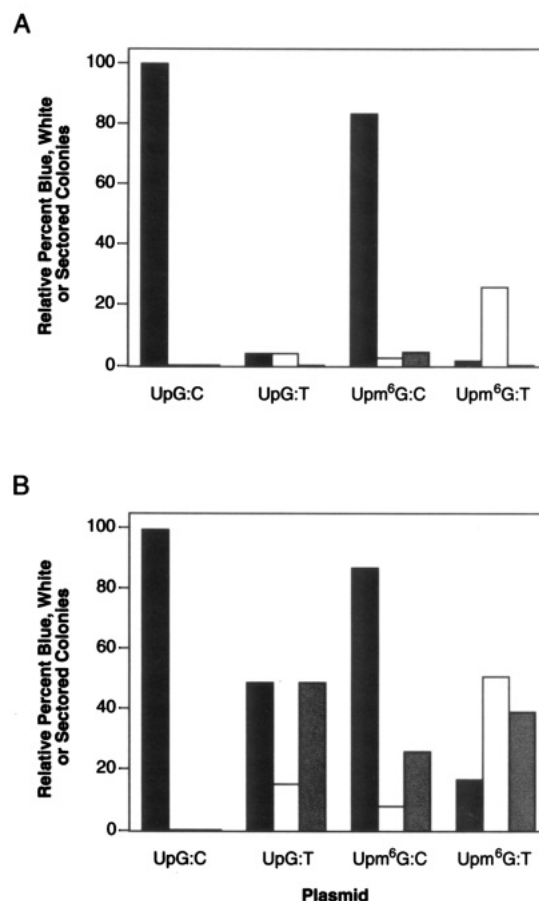 A
Relative Percent Blue, White
or Sectored Colonies
100
80
60
40
20
0
UpG:C
UpG:T
Upm⁶G:C
Upm⁶G:T
B
Relative Percent Blue, White
or Sectored Colonies
100
80
60
40
20
0
UpG:C
UpG:T
Upm⁶G:C
Upm⁶G:T
Plasmid